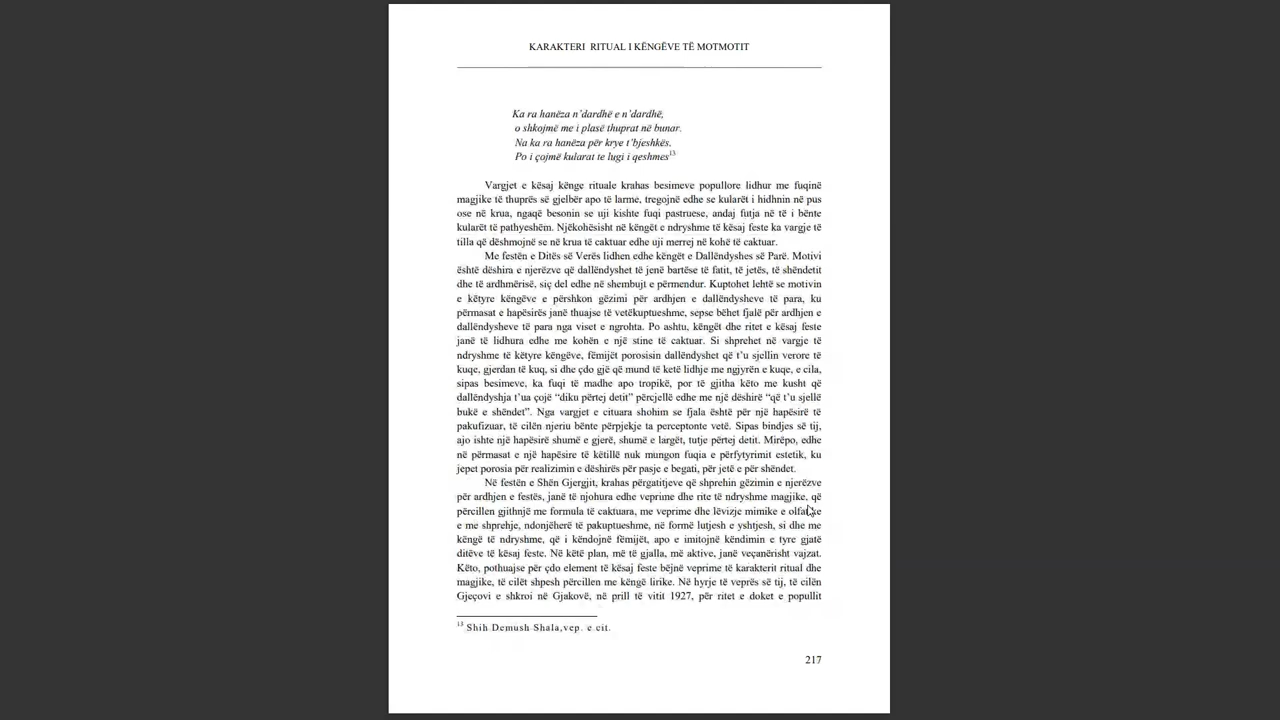 KARAKTERI RITUAL I KËNGËVE TË MOTMOTIT
Ka ra hanëza n'dardhë e n'dardhë,
o shkojmë me i plasë thuprat në bunar.
Na ka ra hanëza për krye t'bjeshkës.
Po i çojmë kularat te lugi i qeshmes13
Vargjet e kësaj kënge rituale krahas besimeve popullore lidhur me fuqinë
magjike të thuprës së gjelbër apo të larme, tregojnë edhe se kularët i hidhnin në pus
ose në krua, ngaqë besonin se uji kishte fuqi pastruese, andaj futja në të i bënte
kularët të pathyeshëm. Njëkohësisht në këngët e ndryshme të kësaj feste ka vargje të
tilla që dëshmojnë se në krua të caktuar edhe uji merrej në kohë të caktuar.
Me festën e Ditës së Verës lidhen edhe këngët e Dallëndyshes së Parë. Motivi
është dëshira e njerëzve që dallëndyshet të jenë bartëse të fatit, të jetës, të shëndetit
dhe të ardhmërisë, siç del edhe në shembujt e përmendur. Kuptohet lehtë se motivin
e këtyre këngëve e përshkon gëzimi për ardhjen e dallëndysheve të para, ku
përmasat e hapësirës janë thuajse të vetëkuptueshme, sepse bëhet fjalë për ardhjen e
dallëndysheve të para nga viset e ngrohta. Po ashtu, këngët dhe ritet e kësaj feste
janë të lidhura edhe me kohën e një stine të caktuar. Si shprehet në vargje të
ndryshme të këtyre këngëve, fëmijët porosisin dallëndyshet që t'u sjellin verore të
kuqe, gjerdan të kuq, si dhe çdo gjë që mund të ketë lidhje me ngjyrën e kuqe, e cila,
sipas besimeve, ka fuqi të madhe apo tropikë, por të gjitha këto me kusht që
dallëndyshja t'ua çojë “diku përtej detit” përcjellë edhe me një dëshirë “që t'u sjellë
bukë e shëndet”. Nga vargjet e cituara shohim se fjala është për një hapësirë të
pakufizuar, të cilën njeriu bënte përpjekje ta perceptonte vetë. Sipas bindjes së tij,
ajo ishte një hapësirë shumë e gjerë, shumë e largët, tutje përtej detit. Mirëpo, edhe
në përmasat e një hapësire të këtillë nuk mungon fuqia e përfytyrimit estetik, ku
jepet porosia për realizimin e dëshirës për pasje e begati, për jetë e për shëndet.
Në festën e Shën Gjergjit, krahas përgatitjeve që shprehin gëzimin e njerëzve
për ardhjen e festës, janë të njohura edhe veprime dhe rite të ndryshme magjike, që
përcillen gjithnjë me formula të caktuara, me veprime dhe lëvizje mimike e
e me shprehje, ndonjëherë të pakuptueshme, në formë lutjesh e yshtjesh, si dhe me
këngë të ndryshme, që i këndojnë fëmijët, apo e imitojnë këndimin e tyre gjatë
ditëve të kësaj feste. Në këtë plan, më të gjalla, më aktive, janë veçanërisht vajzat.
Këto, pothuajse për çdo element të kësaj feste bëjnë veprime të karakterit ritual dhe
magjike, të cilët shpesh përcillen me këngë lirike. Në hyrje të veprës së tij, të cilën
Gjeçovi e shkroi në Gjakovë, në prill të vitit 1927, për ritet e doket e popullit
13 Shih Demush Shala,vep. e cit.
217